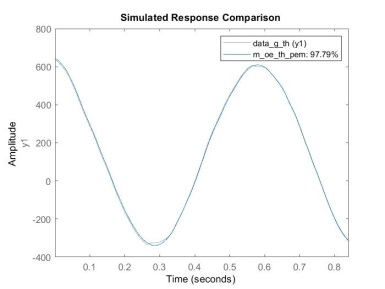 Simulated Response Comparison
data_g_th (y1)
m_oe_th_pem: 97.79%
800
600
400
200
0
-200
-400
Amplitude
y1
0.1 0.2 0.3 0.4 0.5 0.6 0.7 0.8
Time (seconds)